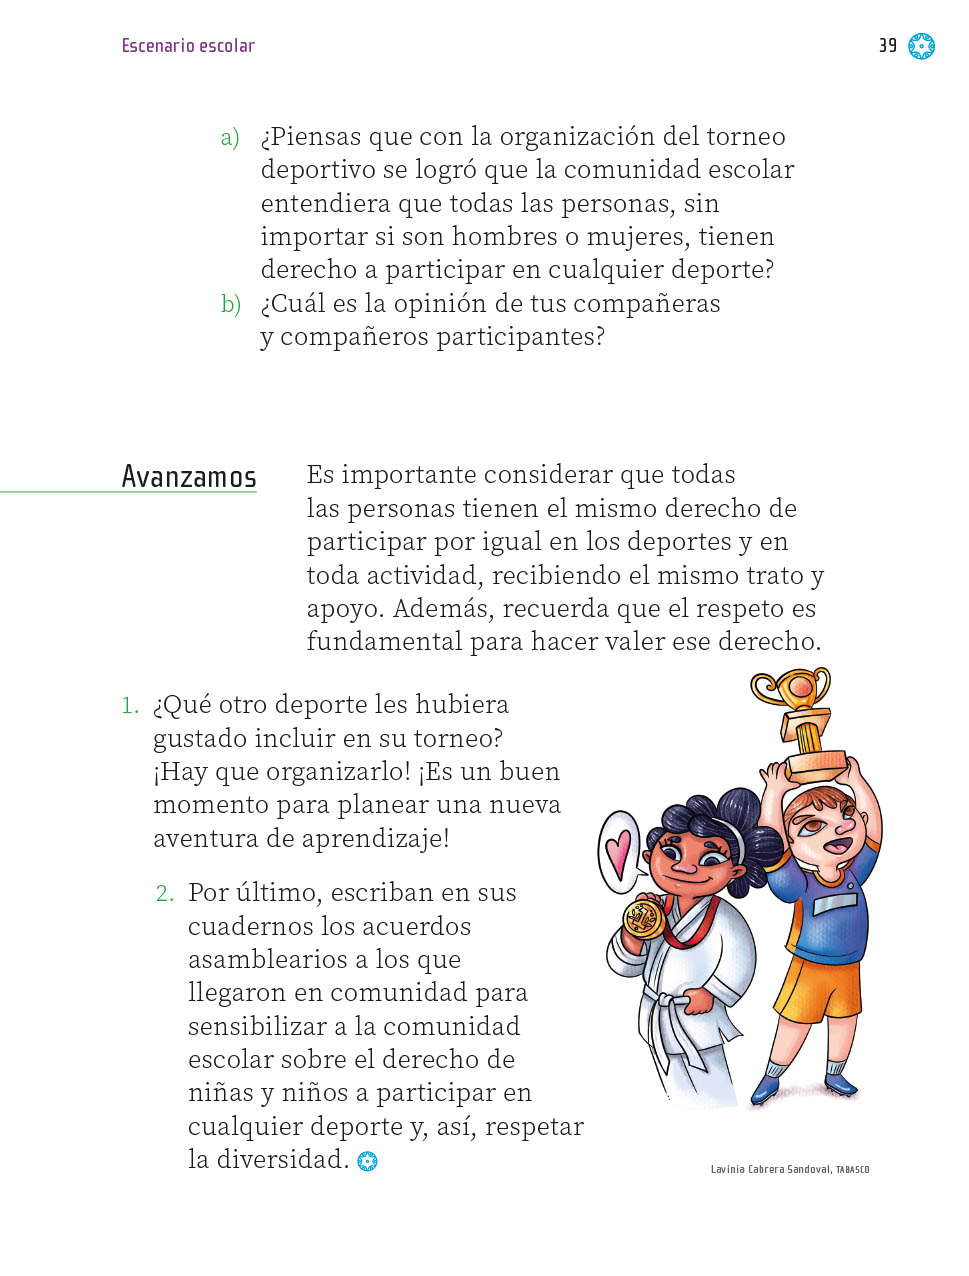 Escenario escolar
39
a) ¿Piensas que con la organización del torneo
deportivo se logró que la comunidad escolar
entendiera que todas las personas, sin
importar si son hombres o mujeres, tienen
derecho a participar en cualquier deporte?
b) ¿Cuál es la opinión de tus compañeras
y compañeros participantes?
Avanzamos
Es importante considerar que todas
las personas tienen el mismo derecho de
participar por igual en los deportes y en
toda actividad, recibiendo el mismo trato y
apoyo. Además, recuerda que el respeto es
fundamental para hacer valer ese derecho.
1. ¿Qué otro deporte les hubiera
gustado incluir en su torneo?
¡Hay que organizarlo! ¡Es un buen
momento para planear una nueva
aventura de aprendizaje!
2. Por último, escriban en sus
cuadernos los acuerdos
asamblearios a los que
llegaron en comunidad para
sensibilizar a la comunidad
escolar sobre el derecho de
niñas y niños a participar en
cualquier deporte y, así, respetar
la diversidad.
Lavinia Cabrera Sandoval, TABASCO